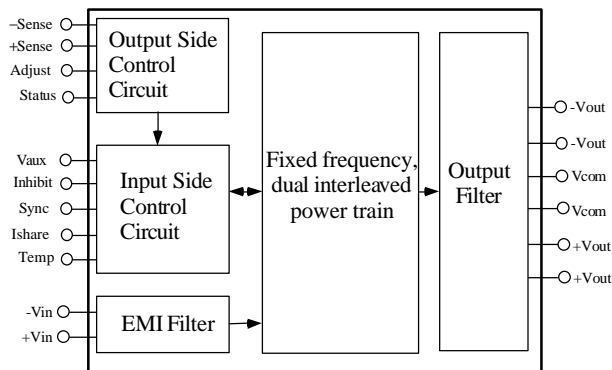 −Sense
+Sense
Adjust
Status
Output Side
Control
Circuit
Vaux
Inhibit
Sync
Ishare
Temp
Input Side
Control
Circuit
-Vin
+Vin
EMI Filter
Fixed frequency,
dual interleaved
power train
Output
Filter
-Vout
-Vout
Vcom
Vcom
+Vout
+Vout